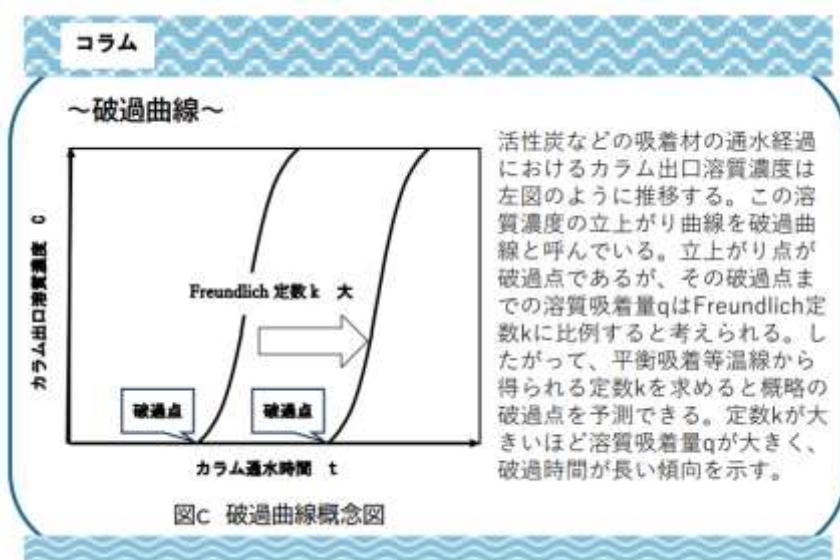 コラム
～破過曲線～
カラム出口溶質濃度 C
Freundlich 定数 k 大
破過点
破過点
カラム通水時間 t
図c 破過曲線概念図
活性炭などの吸着材の通水経過
におけるカラム出口溶質濃度は
左図のように推移する。この溶
質濃度の立上がり曲線を破過曲
線と呼んでいる。立上がり点が
破過点であるが、その破過点ま
での溶質吸着量qはFreundlich定
数kに比例すると考えられる。し
たがって、平衡吸着等温線から
得られる定数kを求めると概略の
破過点を予測できる。定数kが大
きいほど溶質吸着量qが大きく、
破過時間が長い傾向を示す。